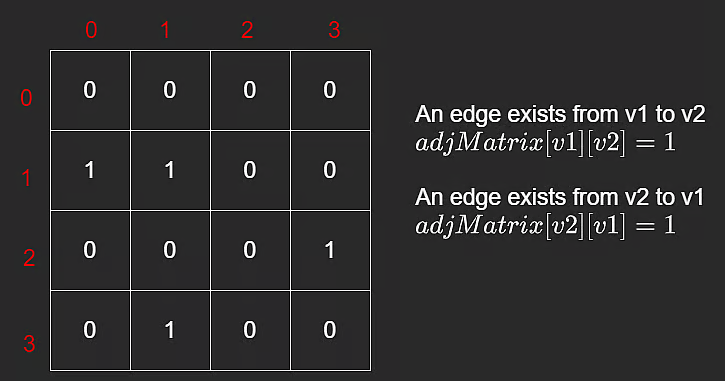 0 1 2 3
0 0 0 0 0
1 1 1 0 0
2 0 0 0 1
3 0 1 0 0
An edge exists from v1 to v2
adjMatrix[v1][v2] = 1
An edge exists from v2 to v1
adjMatrix[v2][v1] = 1